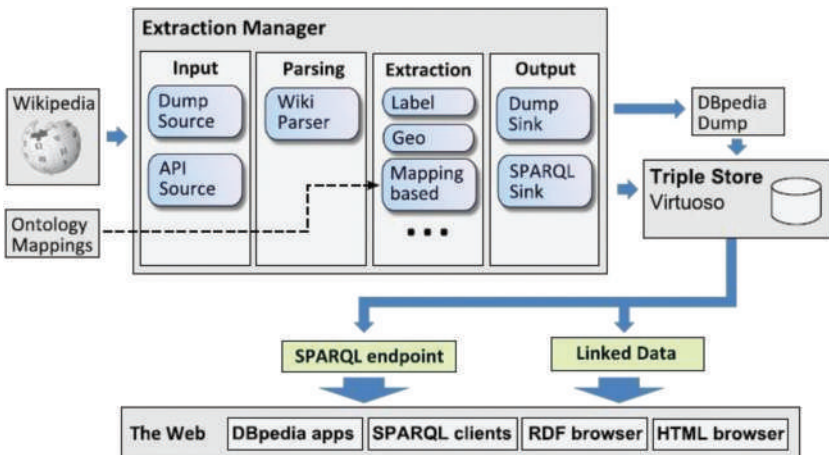 Extraction Manager
Input
Parsing
Extraction
Output
Wikipedia
Dump
Source
API
Source
Wiki
Parser
Label
Geo
Mapping
based
Dump
Sink
SPARQL
Sink
DBpedia
Dump
Triple Store
Virtuoso
Ontology
Mappings
SPARQL endpoint
Linked Data
The Web
DBpedia apps
SPARQL clients
RDF browser
HTML browser